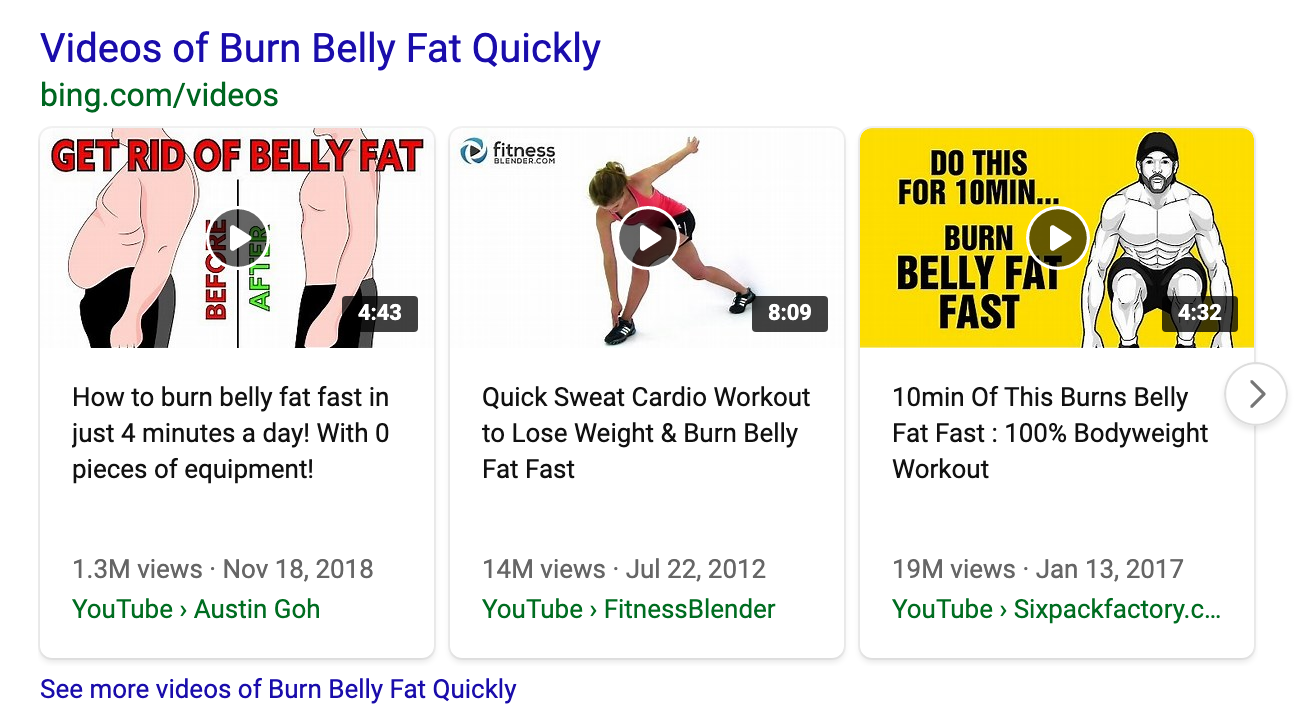 Videos of Burn Belly Fat Quickly
bing.com/videos
GET RID OF BELLY FAT
BEFORE
AFTER
4:43
How to burn belly fat fast in
just 4 minutes a day! With 0
pieces of equipment!
1.3M views · Nov 18, 2018
YouTube › Austin Goh
fitness
BLENDER.COM
8:09
Quick Sweat Cardio Workout
to Lose Weight & Burn Belly
Fat Fast
14M views · Jul 22, 2012
YouTube › FitnessBlender
DO THIS
FOR 10MIN...
BURN
BELLY FAT
FAST
4:32
10min Of This Burns Belly
Fat Fast : 100% Bodyweight
Workout
19M views · Jan 13, 2017
YouTube › Sixpackfactory.c...
See more videos of Burn Belly Fat Quickly